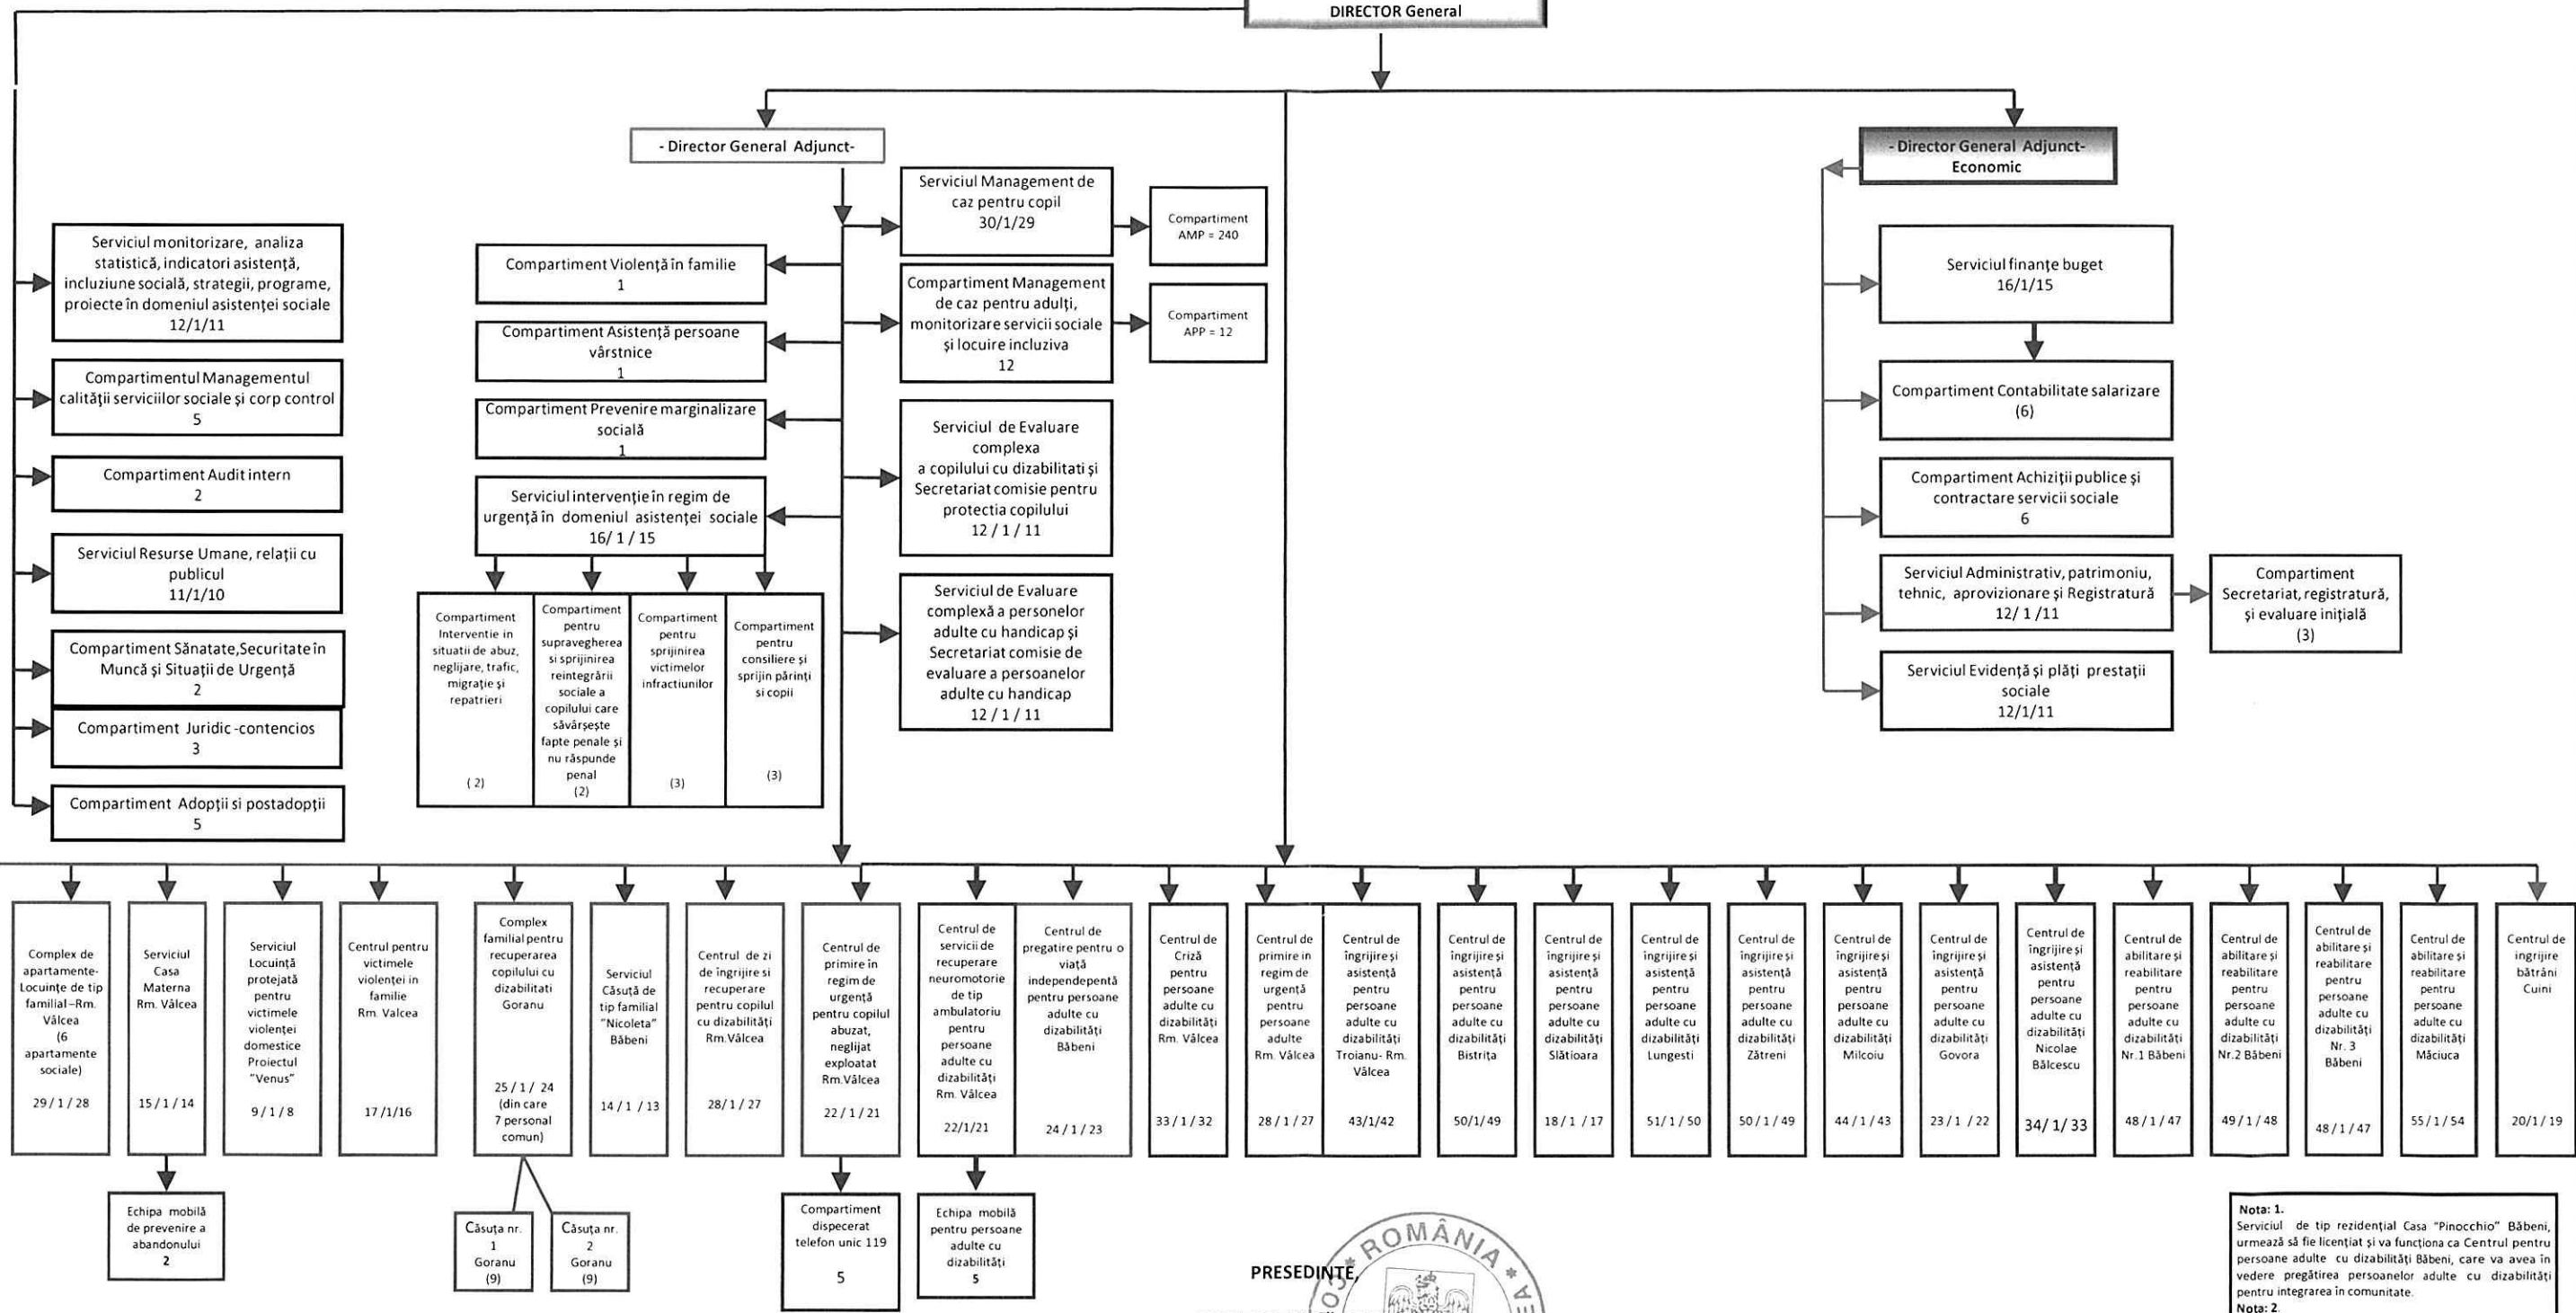 DIRECTOR General
- Director General Adjunct-
- Director General Adjunct-
Economic
Serviciul monitorizare, analiza
statistică, indicatori asistență,
incluziune socială, strategii, programe,
proiecte în domeniul asistenței sociale
12/1/11
Compartimentul Managementul
calității serviciilor sociale și corp control
5
Compartiment Audit intern
2
Serviciul Resurse Umane, relații cu
publicul
11/1/10
Compartiment Sănatate,Securitate în
Muncă și Situații de Urgență
2
Compartiment Juridic -contencios
3
Compartiment Adopții si postadopții
5
Compartiment Violență în familie
1
Compartiment Asistență persoane
vârstnice
1
Compartiment Prevenire marginalizare
socială
1
Serviciul intervenție în regim de
urgență în domeniul asistenței sociale
16/ 1 / 15
Compartiment
Interventie in
situatii de abuz,
neglijare, trafic,
migrație și
repatrieri
( 2)
Compartiment
pentru
supravegherea
si sprijinirea
reintegrării
sociale a
copilului care
săvârșește
fapte penale și
nu răspunde
penal
(2)
Compartiment
pentru
sprijinirea
victimelor
infractiunilor
(3)
Compartiment
pentru
consiliere și
sprijin părinți
si copii
(3)
Serviciul Management de
caz pentru copil
30/1/29
Compartiment
AMP = 240
Compartiment Management
de caz pentru adulți,
monitorizare servicii sociale
și locuire incluziva
12
Compartiment
APP = 12
Serviciul de Evaluare
complexa
a copilului cu dizabilitati și
Secretariat comisie pentru
protectia copilului
12 / 1 / 11
Serviciul de Evaluare
complexă a personelor
adulte cu handicap și
Secretariat comisie de
evaluare a persoanelor
adulte cu handicap
12 / 1 / 11
Serviciul finanțe buget
16/1/15
Compartiment Contabilitate salarizare
(6)
Compartiment Achiziții publice și
contractare servicii sociale
6
Serviciul Administrativ, patrimoniu,
tehnic, aprovizionare și Registratură
12/ 1 /11
Compartiment
Secretariat, registratură,
și evaluare inițială
(3)
Serviciul Evidență și plăți prestații
sociale
12/1/11
Complex de
apartamente-
Locuințe de tip
familial –Rm.
Vâlcea
(6
apartamente
sociale)
29 / 1 / 28
Serviciul
Casa
Materna
Rm. Vâlcea
15 / 1 / 14
Serviciul
Locuință
protejată
pentru
victimele
violenței
domestice
Proiectul
"Venus"
9 / 1 / 8
Centrul pentru
victimele
violenței in
familie
Rm. Valcea
17 /1/16
Complex
familial pentru
recuperarea
copilului cu
dizabilitati
Goranu
25 / 1 / 24
(din care
7 personal
comun)
Serviciul
Căsuță de
tip familial
"Nicoleta"
Băbeni
14 / 1 / 13
Centrul de zi
de îngrijire si
recuperare
pentru copilul
cu dizabilități
Rm.Vâlcea
28/ 1 / 27
Centrul de
primire în
regim de
urgență
pentru copilul
abuzat,
neglijat
exploatat
Rm.Vâlcea
22 / 1 / 21
Centrul de
servicii de
recuperare
neuromotorie
de tip
ambulatoriu
pentru
persoane
adulte cu
dizabilități
Rm. Vâlcea
22/1/21
Centrul de
pregatire pentru o
viață
independepentă
pentru persoane
adulte cu
dizabilități
Băbeni
24 / 1 / 23
Centrul de
Criză
pentru
persoane
adulte cu
dizabilități
Rm. Vâlcea
33 / 1 / 32
Centrul de
primire in
regim de
urgență
pentru
persoane
adulte
Rm. Vâlcea
28 / 1 / 27
Centrul de
îngrijire și
asistență
pentru
persoane
adulte cu
dizabilități
Troianu- Rm.
Vâlcea
43/1/42
Centrul de
îngrijire și
asistență
pentru
persoane
adulte cu
dizabilități
Bistrița
50/1/49
Centrul de
îngrijire și
asistență
pentru
persoane
adulte cu
dizabilități
Slătioara
18 / 1 / 17
Centrul de
îngrijire și
asistență
pentru
persoane
adulte cu
dizabilități
Lungesti
51/ 1 / 50
Centrul de
îngrijire și
asistență
pentru
persoane
adulte cu
dizabilități
Zătreni
50 / 1 / 49
Centrul de
îngrijire și
asistență
pentru
persoane
adulte cu
dizabilități
Milcoiu
44 / 1 / 43
Centrul de
îngrijire și
asistență
pentru
persoane
adulte cu
dizabilități
Govora
23 / 1 / 22
Centrul de
îngrijire și
asistență
pentru
persoane
adulte cu
dizabilități
Nicolae
Bălcescu
34/ 1/ 33
Centrul de
abilitare și
reabilitare
pentru
persoane
adulte cu
dizabilități
Nr.1 Băbeni
48 / 1 / 47
Centrul de
abilitare și
reabilitare
pentru
persoane
adulte cu
dizabilități
Nr.2 Băbeni
49 / 1 / 48
Centrul de
abilitare și
reabilitare
pentru
persoane
adulte cu
dizabilități
Nr. 3
Băbeni
48 / 1 / 47
Centrul de
abilitare și
reabilitare
pentru
persoane
adulte cu
dizabilități
Măciuca
55 / 1 / 54
Centrul de
ingrijire
bătrâni
Cuini
20/1 / 19
Echipa mobilă
de prevenire a
abandonului
2
Căsuța nr.
1
Goranu
(9)
Căsuța nr.
2
Goranu
(9)
Compartiment
dispecerat
telefon unic 119
5
Echipa mobilă
pentru persoane
adulte cu
dizabilități
5
PRESEDINTE,
* ROMÂNIA *
Nota: 1.
Serviciul de tip rezidențial Casa "Pinocchio" Băbeni,
urmează să fie licențiat și va funcționa ca Centrul pentru
persoane adulte cu dizabilități Băbeni, care va avea în
vedere pregătirea persoanelor adulte cu dizabilități
pentru integrarea in comunitate.
Nota: 2.